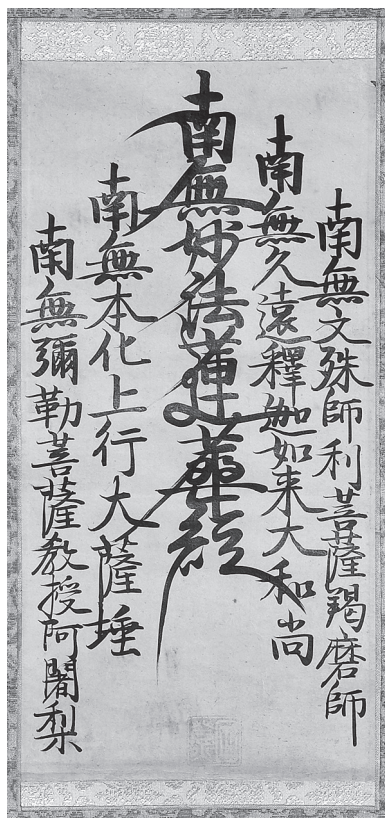 南無文殊師利菩薩羯磨師
南無久遠釋迦如来大和尚
南無妙法蓮華経
南無本化上行大薩埵
南無彌勒菩薩教授阿闍梨